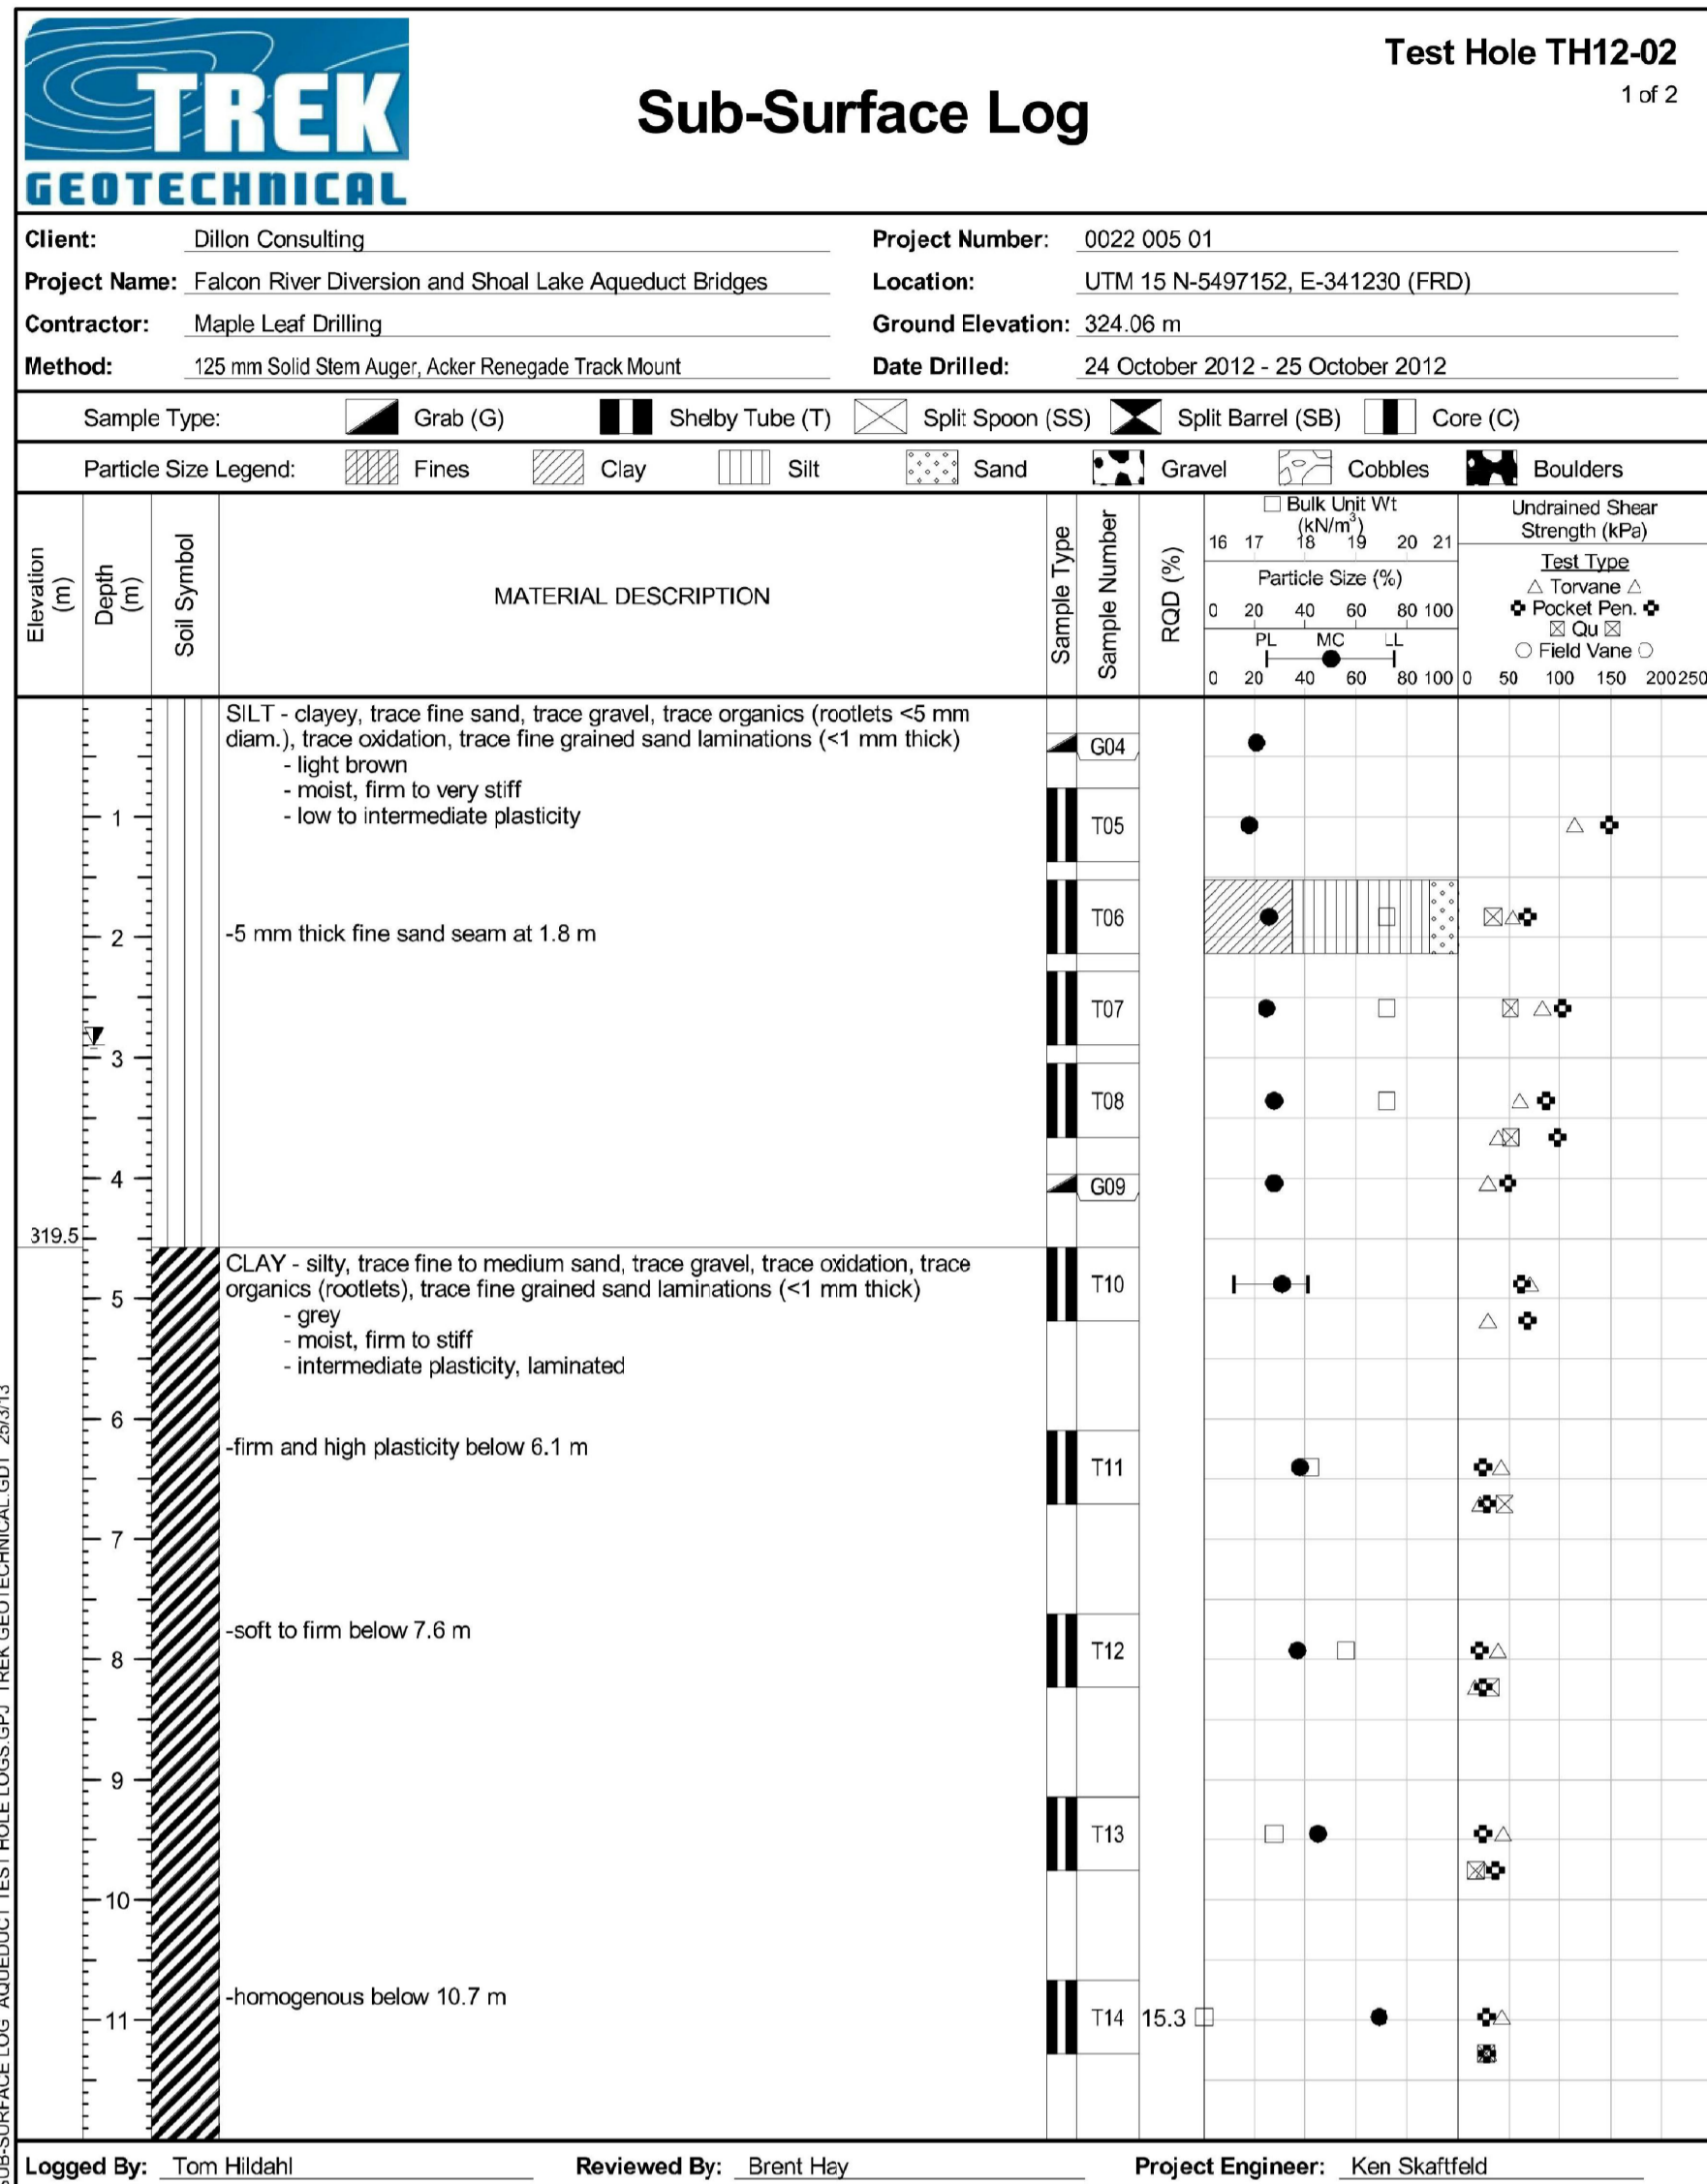 TREK
GEOTECHNICAL
Sub-Surface Log
Test Hole TH12-02
1 of 2
Client: Dillon Consulting
Project Number: 0022 005 01
Project Name: Falcon River Diversion and Shoal Lake Aqueduct Bridges
Location: UTM 15 N-5497152, E-341230 (FRD)
Contractor: Maple Leaf Drilling
Ground Elevation: 324.06 m
Method: 125 mm Solid Stem Auger, Acker Renegade Track Mount
Date Drilled: 24 October 2012 - 25 October 2012
Sample Type: Grab (G) Shelby Tube (T) Split Spoon (SS) Split Barrel (SB) Core (C)
Particle Size Legend: Fines Clay Silt Sand Gravel Cobbles Boulders
Elevation (m)
Depth (m)
Soil Symbol
MATERIAL DESCRIPTION
Sample Type
Sample Number
RQD (%)
Bulk Unit Wt
(kN/m³)
16 17 18 19 20 21
Particle Size (%)
0 20 40 60 80 100
PL MC LL
0 20 40 60 80 100
Undrained Shear
Strength (kPa)
Test Type
Torvane
Pocket Pen.
Qu
Field Vane
0 50 100 150 200 250
SILT - clayey, trace fine sand, trace gravel, trace organics (rootlets <5 mm
diam.), trace oxidation, trace fine grained sand laminations (<1 mm thick)
- light brown
- moist, firm to very stiff
- low to intermediate plasticity
G04
1
T05
T06
-5 mm thick fine sand seam at 1.8 m
2
T07
3
T08
4
G09
319.5
CLAY - silty, trace fine to medium sand, trace gravel, trace oxidation, trace
organics (rootlets), trace fine grained sand laminations (<1 mm thick)
- grey
- moist, firm to stiff
- intermediate plasticity, laminated
T10
5
6
-firm and high plasticity below 6.1 m
T11
7
-soft to firm below 7.6 m
T12
8
9
T13
10
-homogenous below 10.7 m
11
T14 15.3
SUB-SURFACE LOG AQUEDUCT TEST HOLE LOGS.GPJ TREK GEOTECHNICAL.GDT 25/3/13
Logged By: Tom Hildahl
Reviewed By: Brent Hay
Project Engineer: Ken Skaftfeld